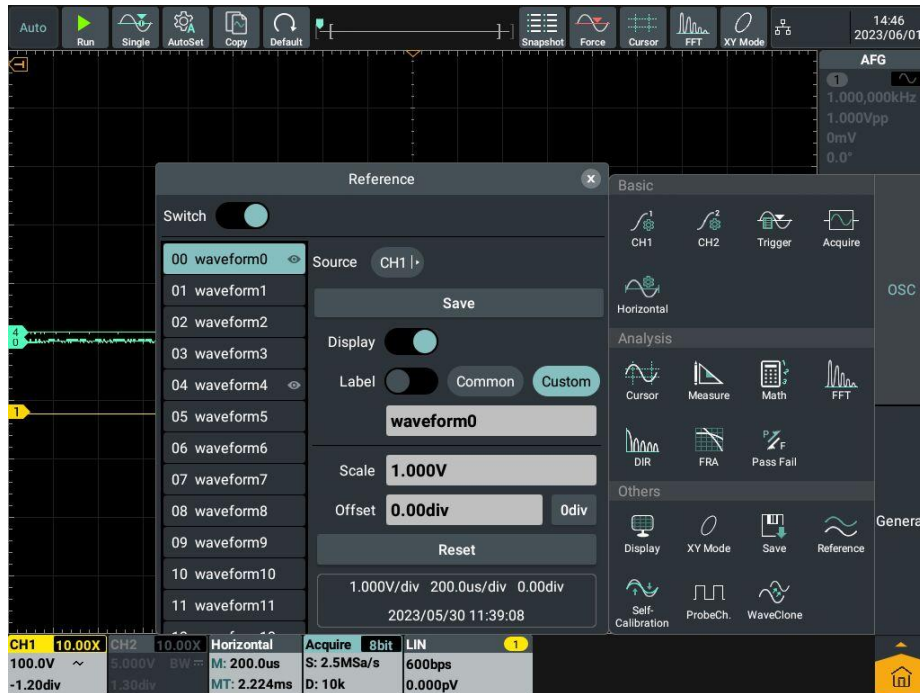 Auto
Run
Single
AutoSet
Copy
Default
Snapshot
Force
Cursor
FFT
XY Mode
14:46
2023/06/01
T
AFG
1
1.000,000kHz
1.000Vpp
0mV
0.0°
Reference
Switch
00 waveform0
01 waveform1
02 waveform2
03 waveform3
04 waveform4
05 waveform5
06 waveform6
07 waveform7
08 waveform8
09 waveform9
10 waveform10
11 waveform11
Source CH1
Save
Display
Label Common Custom
waveform0
Scale 1.000V
Offset 0.00div 0div
Reset
1.000V/div 200.0us/div 0.00div
2023/05/30 11:39:08
4
0
1
Basic
CH1 CH2 Trigger Acquire
Horizontal
Analysis
Cursor Measure Math FFT
DIR FRA Pass Fail
Others
Display XY Mode Save Reference
Self-
Calibration
ProbeCh. WaveClone
OSC
Genera
CH1 10.00X
100.0V ~
-1.20div
CH2 10.00X
5.000V BW
1.30div
Horizontal
M: 200.0us
MT: 2.224ms
Acquire 8bit
S: 2.5MSa/s
D: 10k
LIN 1
600bps
0.000pV